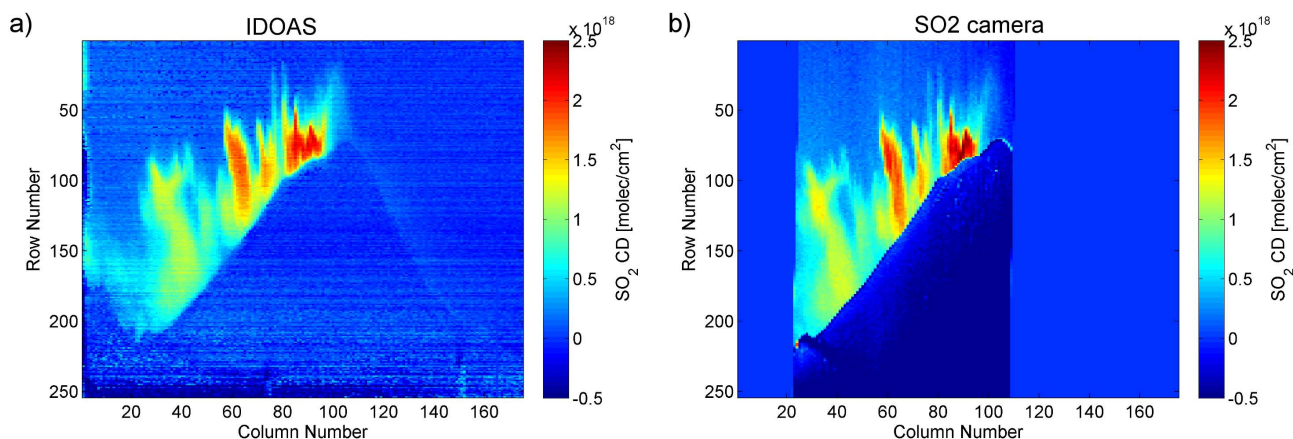 a)
IDOAS
x 10^18
2.5
2
1.5
1
0.5
0
-0.5
SO2 CD [molec/cm2]
50
100
150
200
250
Row Number
20 40 60 80 100 120 140 160
Column Number
b)
SO2 camera
x 10^18
2.5
2
1.5
1
0.5
0
-0.5
SO2 CD [molec/cm2]
50
100
150
200
250
Row Number
20 40 60 80 100 120 140 160
Column Number